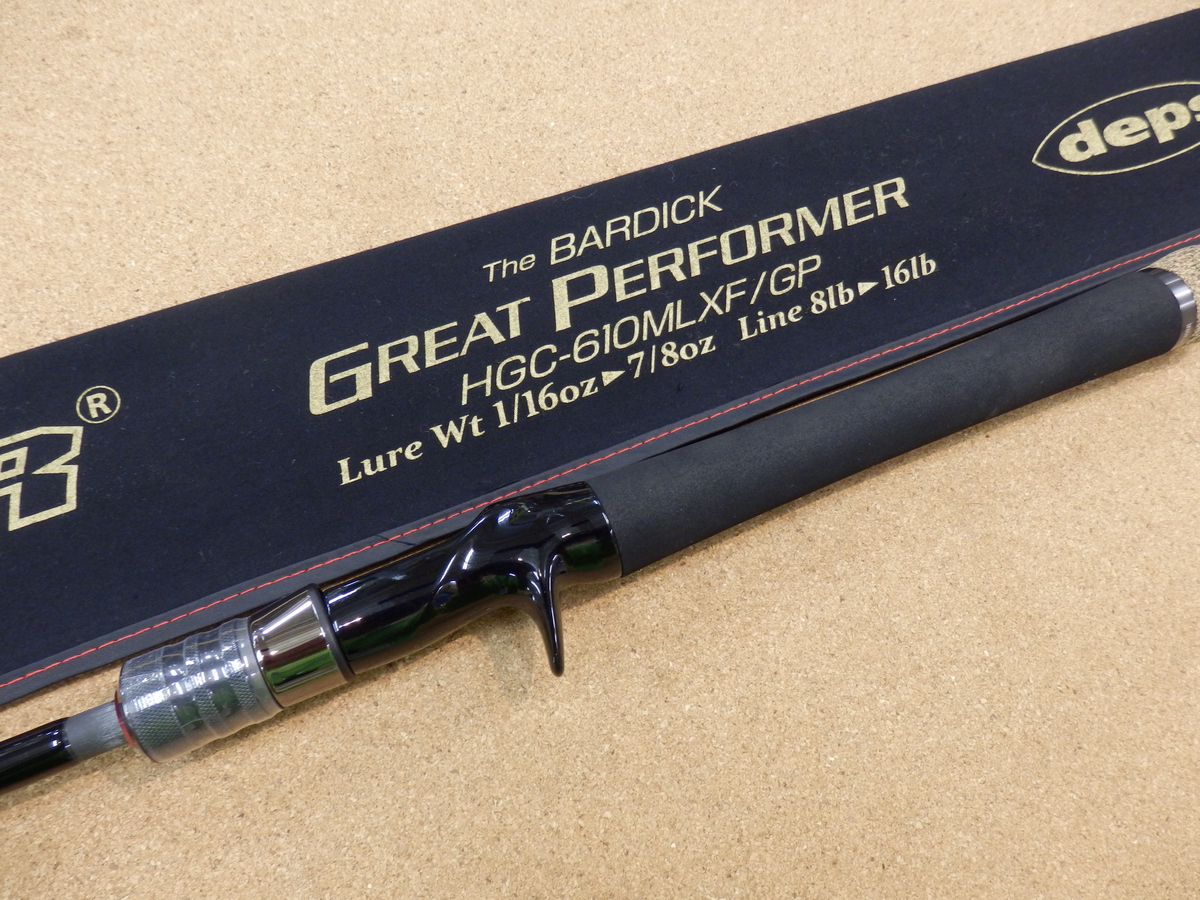 The BARDICK
GREAT PERFORMER
HGC-610MLXF/GP
Lure Wt 1/16oz►7/8oz Line 8lb►16lb
deps
R®